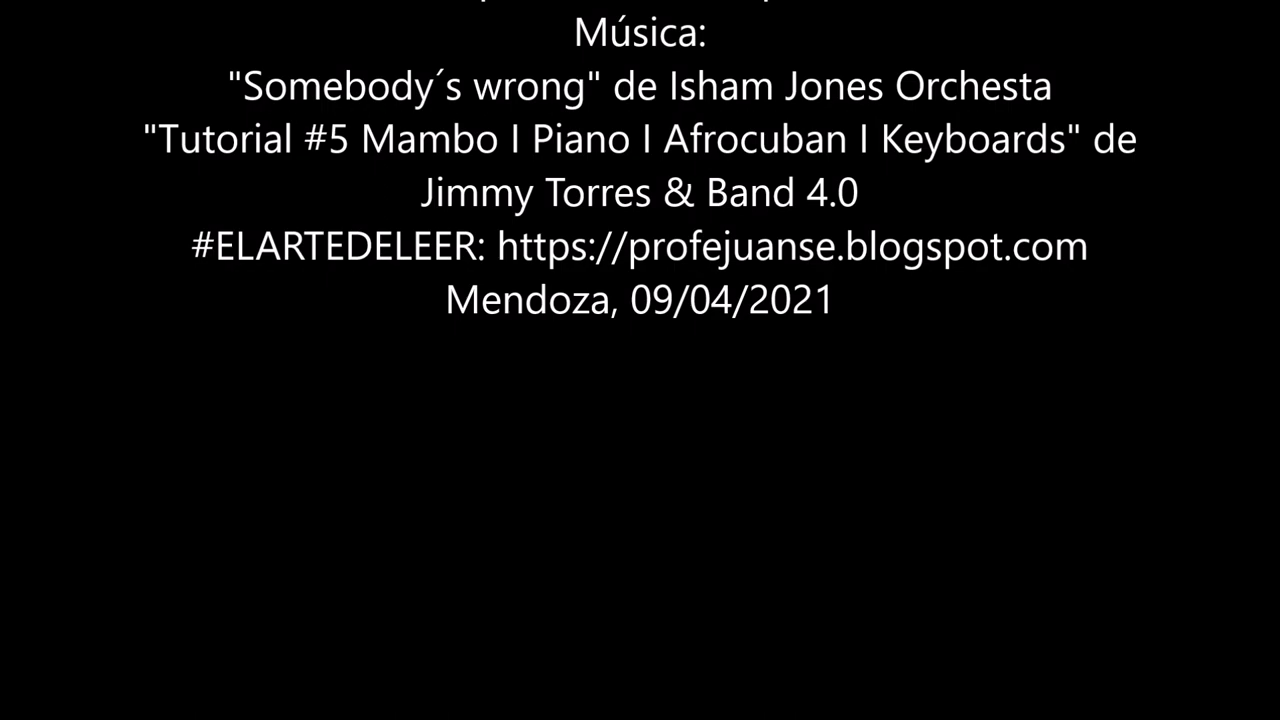 Música:
"Somebody´s wrong" de Isham Jones Orchesta
"Tutorial #5 Mambo I Piano I Afrocuban I Keyboards" de
Jimmy Torres & Band 4.0
#ELARTEDELEER: https://profejuanse.blogspot.com
Mendoza, 09/04/2021